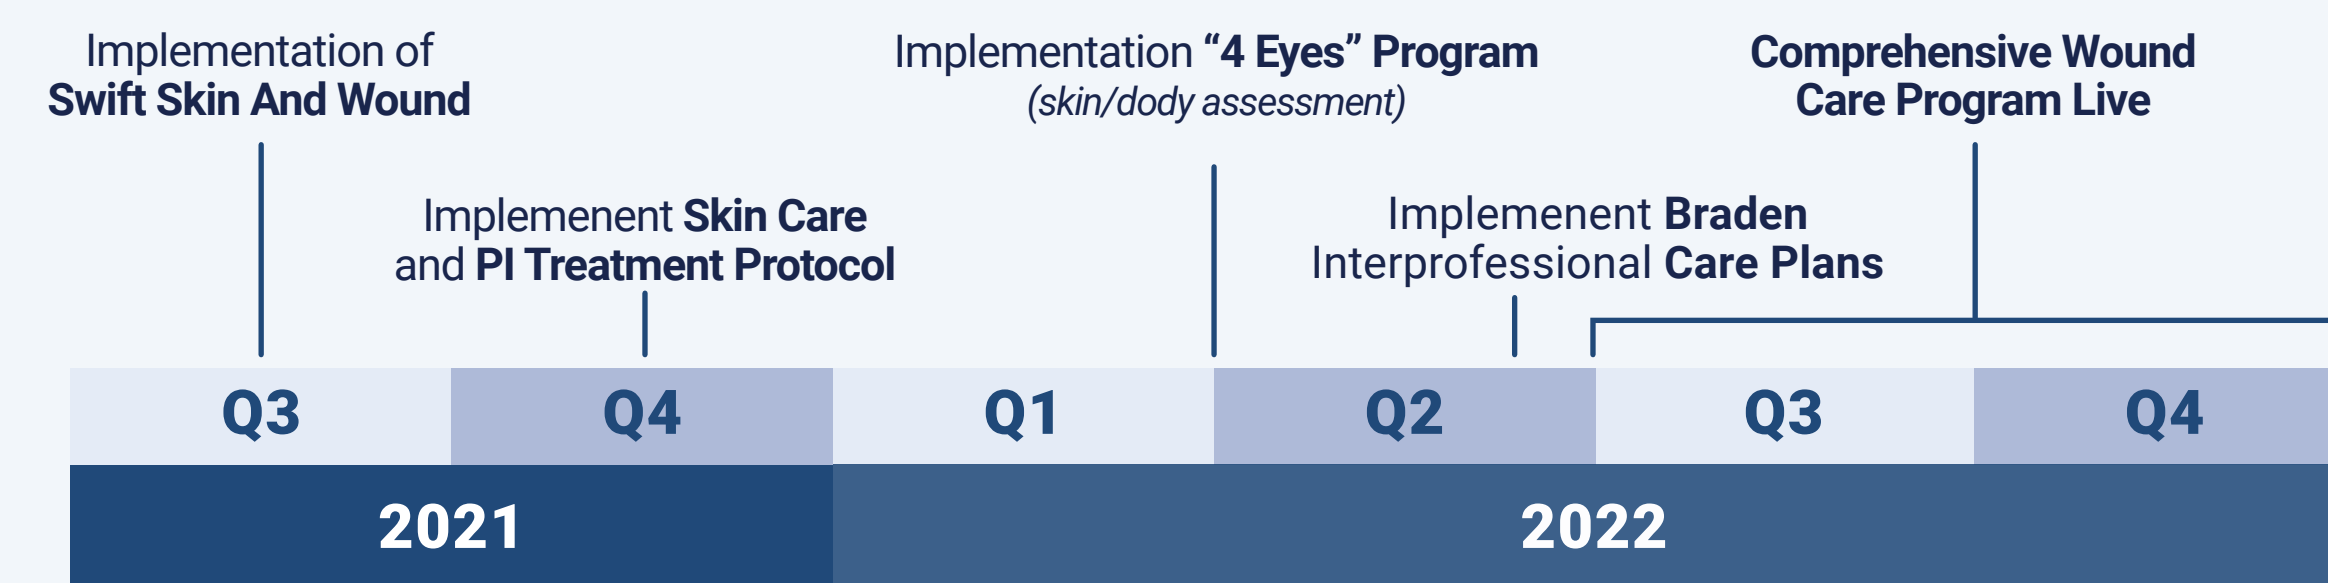 Implementation of
Swift Skin And Wound
Implementation “4 Eyes” Program
(skin/dody assessment)
Comprehensive Wound
Care Program Live
Implemenent Skin Care
and PI Treatment Protocol
Implemenent Braden
Interprofessional Care Plans
Q3 Q4 Q1 Q2 Q3 Q4
2021 2022